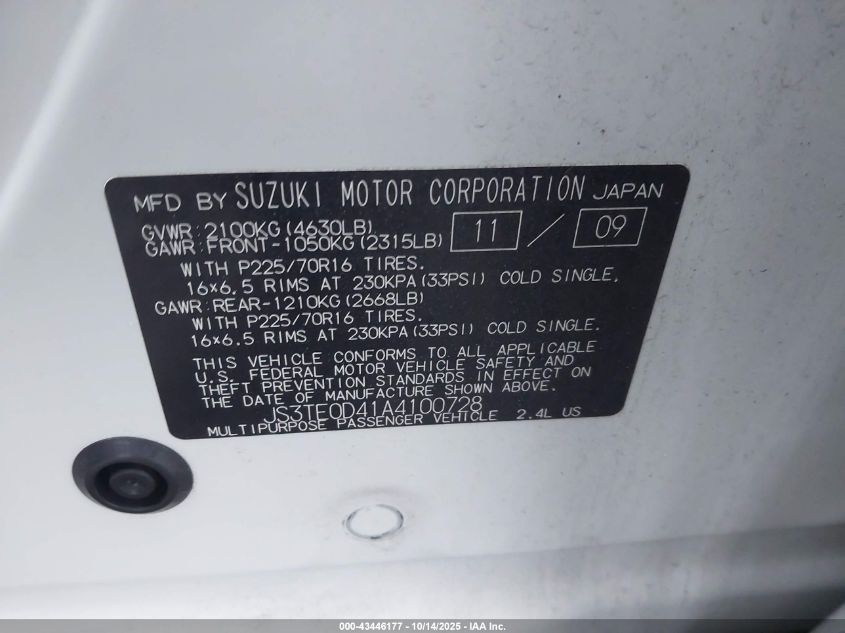 MFD BY SUZUKI MOTOR CORPORATION JAPAN
GVWR:2100KG(4630LB)
GAWR:FRONT-1050KG(2315LB) 11 / 09
WITH P225/70R16 TIRES.
16×6.5 RIMS AT 230KPA(33PSI) COLD SINGLE,
GAWR:REAR-1210KG(2668LB)
WITH P225/70R16 TIRES.
16×6.5 RIMS AT 230KPA(33PSI) COLD SINGLE.
THIS VEHICLE CONFORMS TO ALL APPLICABLE
U.S. FEDERAL MOTOR VEHICLE SAFETY AND
THEFT PREVENTION STANDARDS IN EFFECT ON
THE DATE OF MANUFACTURE SHOWN ABOVE.
JS3TE0D41A4100728
MULTIPURPOSE PASSENGER VEHICLE 2.4L US
000-43446177 - 10/14/2025 - IAA Inc.